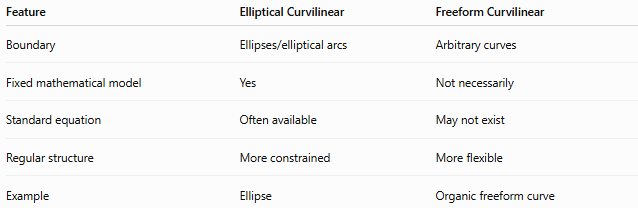 Feature Elliptical Curvilinear Freeform Curvilinear
Boundary Ellipses/elliptical arcs Arbitrary curves
Fixed mathematical model Yes Not necessarily
Standard equation Often available May not exist
Regular structure More constrained More flexible
Example Ellipse Organic freeform curve